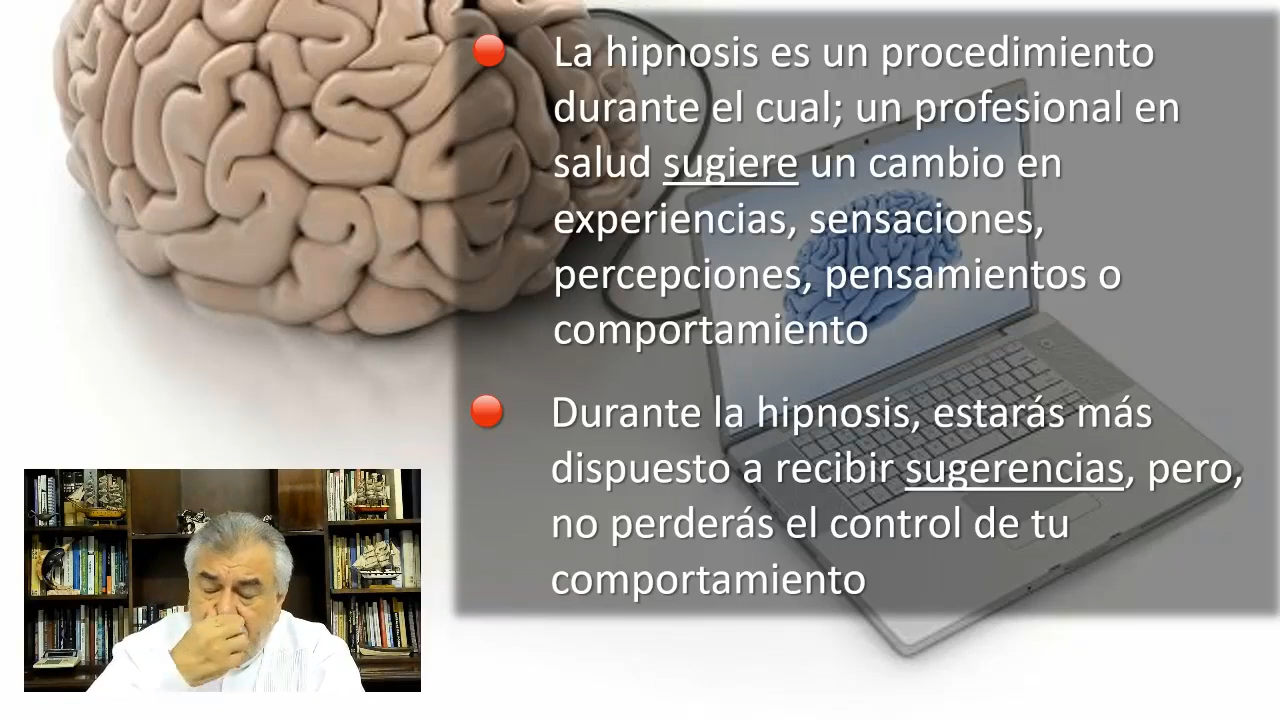 La hipnosis es un procedimiento
durante el cual; un profesional en
salud sugiere un cambio en
experiencias, sensaciones,
percepciones, pensamientos o
comportamiento
Durante la hipnosis, estarás más
dispuesto a recibir sugerencias, pero,
no perderás el control de tu
comportamiento